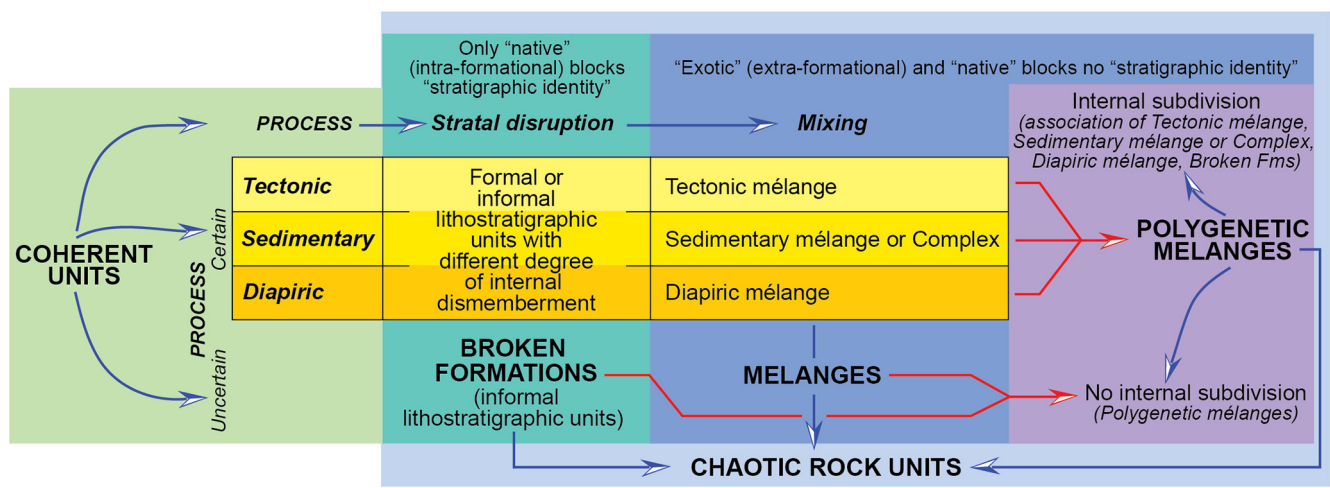 Only “native”
(intra-formational) blocks
“stratigraphic identity”
“Exotic” (extra-formational) and “native” blocks no “stratigraphic identity”
PROCESS
Stratal disruption
Mixing
Internal subdivision
(association of Tectonic mélange,
Sedimentary mélange or Complex,
Diapiric mélange, Broken Fms)
COHERENT
UNITS
PROCESS
Certain
Uncertain
Tectonic
Sedimentary
Diapiric
Formal or
informal
lithostratigraphic
units with
different degree
of internal
dismemberment
Tectonic mélange
Sedimentary mélange or Complex
Diapiric mélange
POLYGENETIC
MELANGES
BROKEN
FORMATIONS
(informal
lithostratigraphic units)
MELANGES
No internal subdivision
(Polygenetic mélanges)
CHAOTIC ROCK UNITS